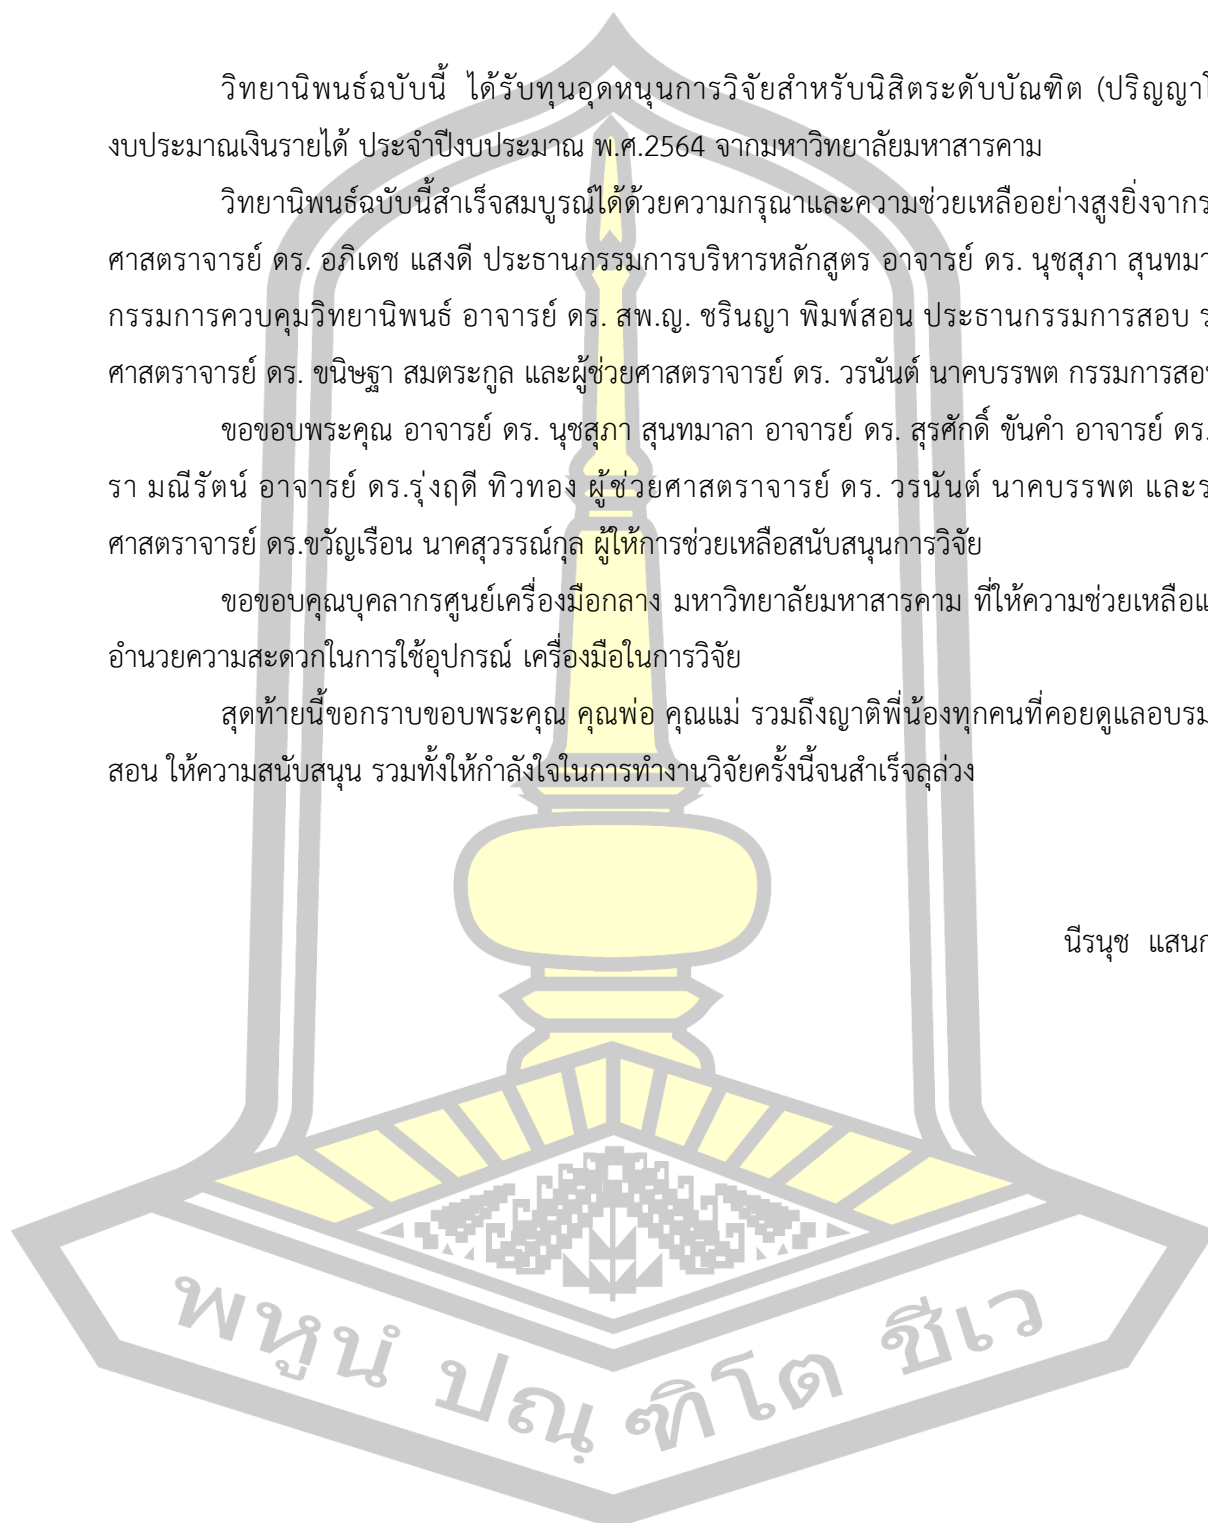 วิทยานิพนธ์ฉบับนี้ ได้รับทุนอุดหนุนการวิจัยสำหรับนิสิตระดับบัณฑิต (ปริญญาโ
งบประมาณเงินรายได้ ประจำปีงบประมาณ พ.ศ.2564 จากมหาวิทยาลัยมหาสารคาม
วิทยานิพนธ์ฉบับนี้สำเร็จสมบูรณ์ได้ด้วยความกรุณาและความช่วยเหลืออย่างสูงยิ่งจากร
ศาสตราจารย์ ดร. อภิเดช แสงดี ประธานกรรมการบริหารหลักสูตร อาจารย์ ดร. นุชสุภา สุนทมา
กรรมการควบคุมวิทยานิพนธ์ อาจารย์ ดร. สพ.ญ. ชรินญา พิมพ์สอน ประธานกรรมการสอบ ร
ศาสตราจารย์ ดร. ขนิษฐา สมตระกูล และผู้ช่วยศาสตราจารย์ ดร. วรนันต์ นาคบรรพต กรรมการสอบ
ขอขอบพระคุณ อาจารย์ ดร. นุชสุภา สุนทมาลา อาจารย์ ดร. สุรศักดิ์ ขันคำ อาจารย์ ดร.
รา มณีรัตน์ อาจารย์ ดร.รุ่งฤดี ทิวทอง ผู้ช่วยศาสตราจารย์ ดร. วรนันต์ นาคบรรพต และร
ศาสตราจารย์ ดร.ขวัญเรือน นาคสุวรรณ์กุล ผู้ให้การช่วยเหลือสนับสนุนการวิจัย
ขอขอบคุณบุคลากรศูนย์เครื่องมือกลาง มหาวิทยาลัยมหาสารคาม ที่ให้ความช่วยเหลือแ
อำนวยความสะดวกในการใช้อุปกรณ์ เครื่องมือในการวิจัย
สุดท้ายนี้ขอกราบขอบพระคุณ คุณพ่อ คุณแม่ รวมถึงญาติพี่น้องทุกคนที่คอยดูแลอบรม
สอน ให้ความสนับสนุน รวมทั้งให้กำลังใจในการทำงานวิจัยครั้งนี้จนสำเร็จลุล่วง
นีรนุช แสนก
พหูนํ ปณฺฑิโต ชีเว